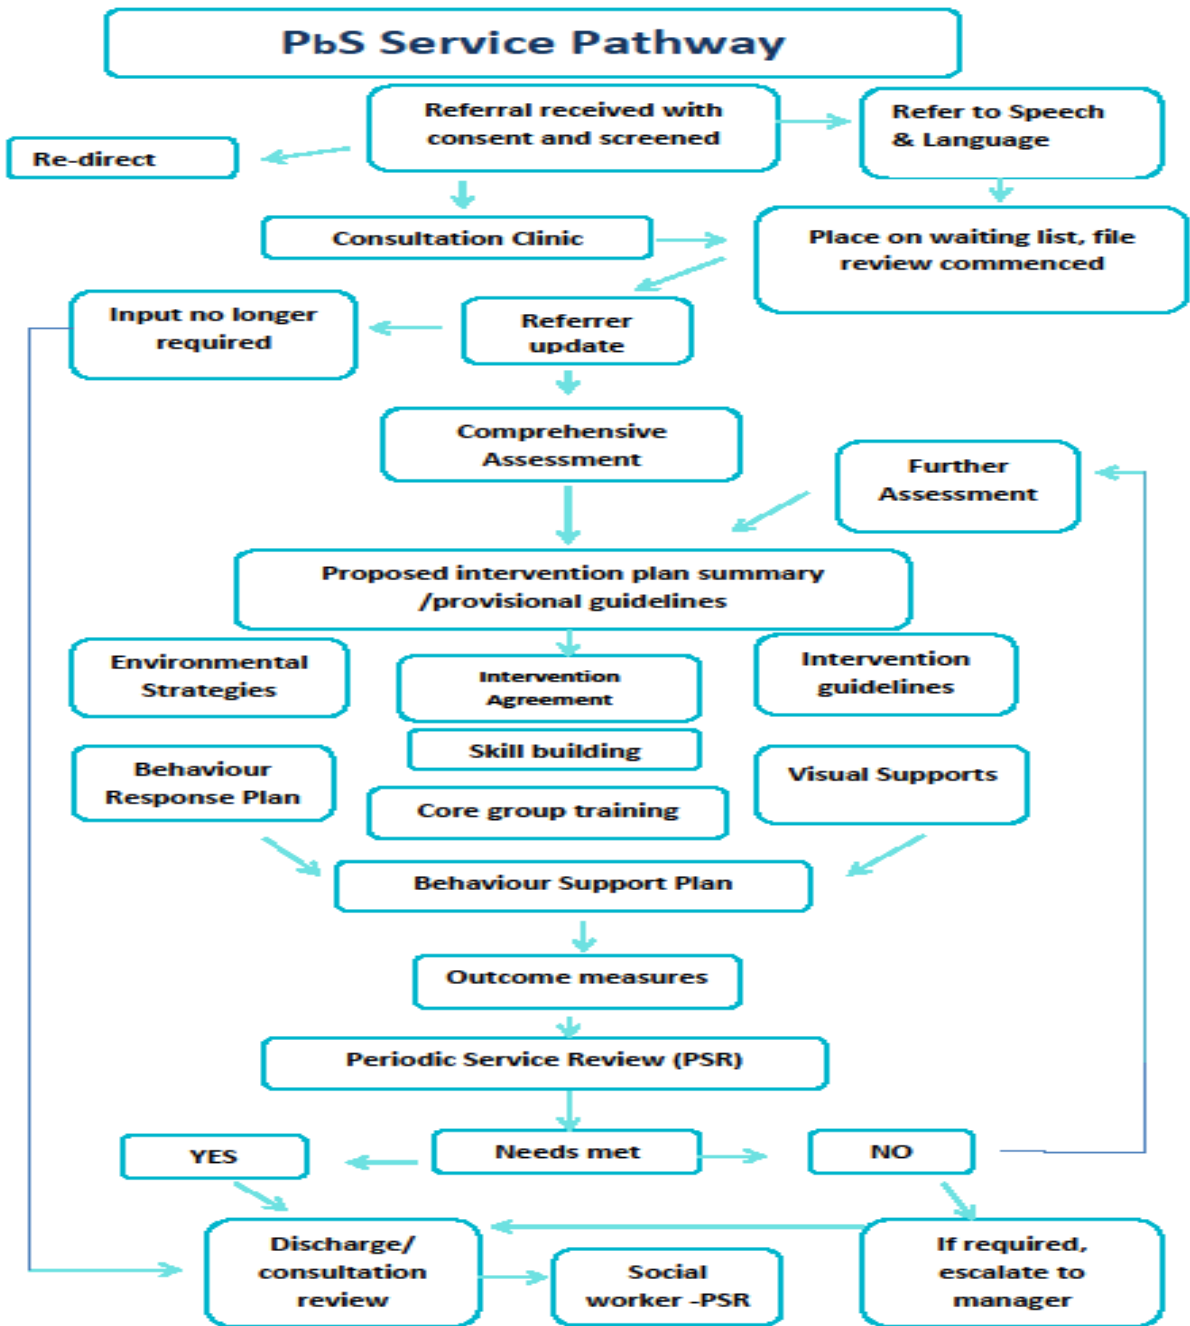 PbS Service Pathway
Referral received with
consent and screened
Refer to Speech
& Language
Re-direct
Consultation Clinic
Place on waiting list, file
review commenced
Input no longer
required
Referrer
update
Comprehensive
Assessment
Further
Assessment
Proposed intervention plan summary
/provisional guidelines
Environmental
Strategies
Intervention
Agreement
Intervention
guidelines
Skill building
Behaviour
Response Plan
Visual Supports
Core group training
Behaviour Support Plan
Outcome measures
Periodic Service Review (PSR)
YES
Needs met
NO
Discharge/
consultation
review
Social
worker -PSR
If required,
escalate to
manager